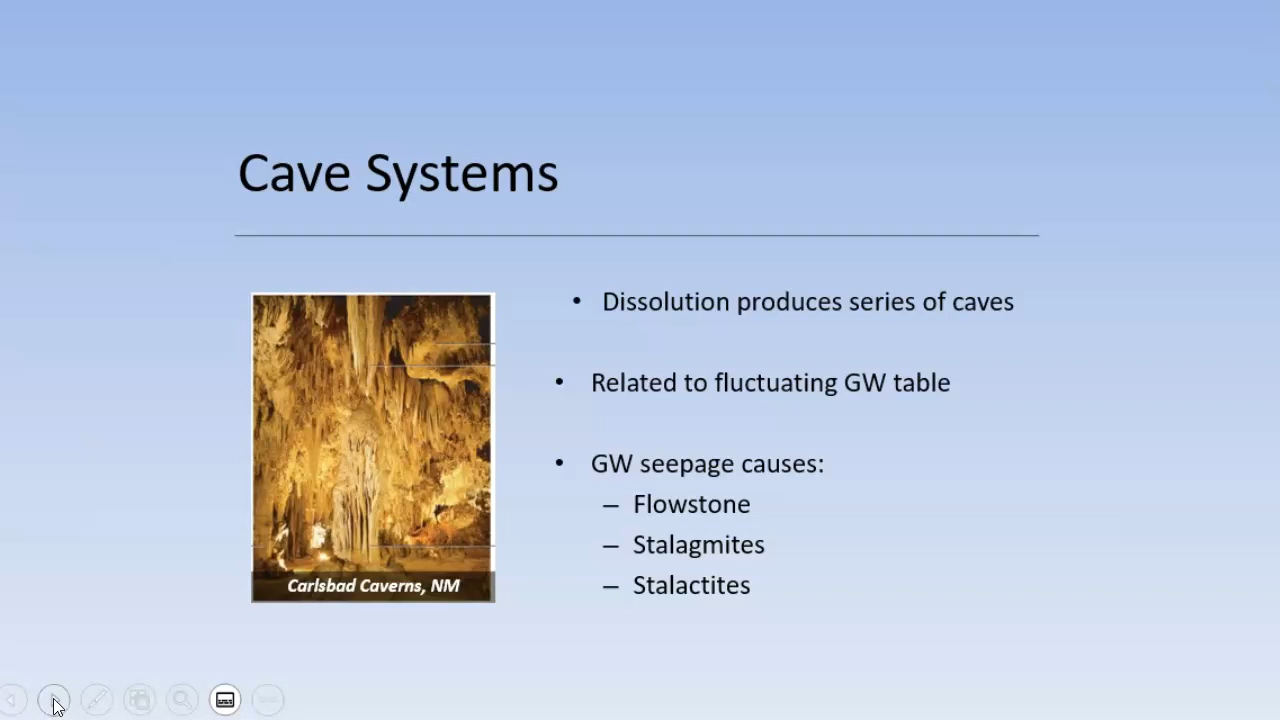 Cave Systems
• Dissolution produces series of caves
• Related to fluctuating GW table
• GW seepage causes:
– Flowstone
– Stalagmites
– Stalactites
Carlsbad Caverns, NM